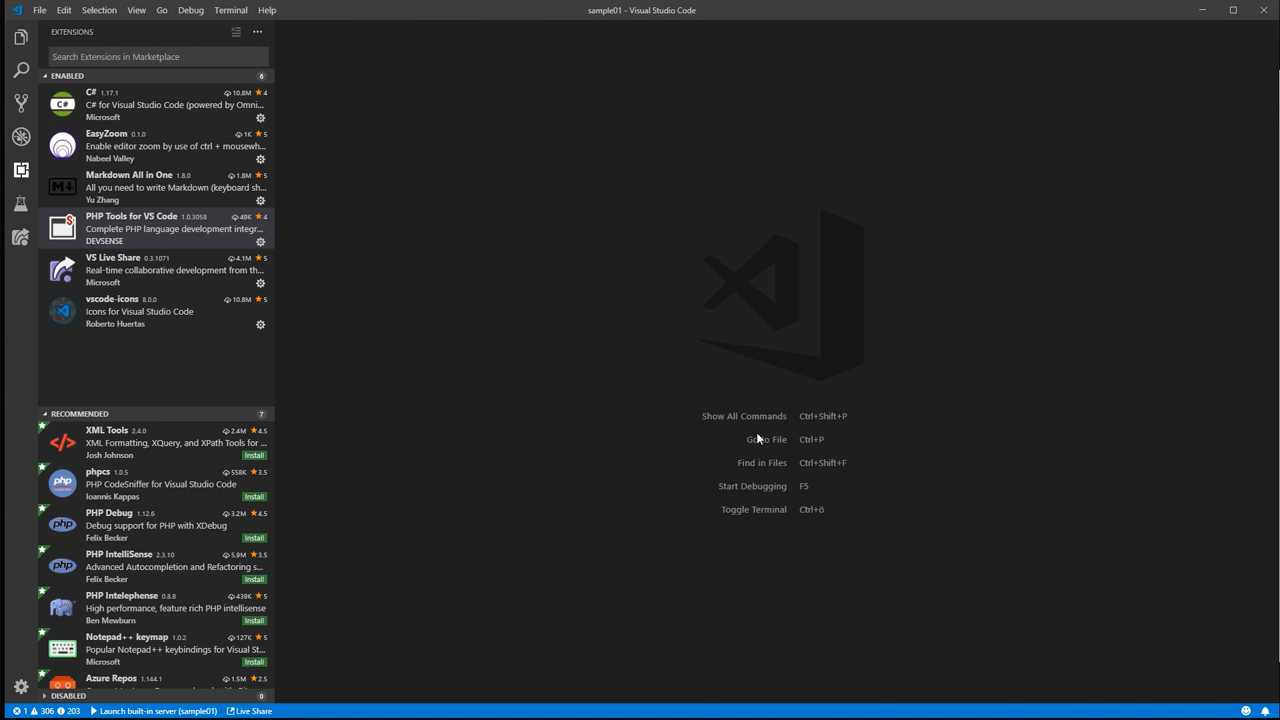 File Edit Selection View Go Debug Terminal Help
sample01 - Visual Studio Code
EXTENSIONS
Search Extensions in Marketplace
ENABLED 6
C# 1.17.1 10.8M 4
C# for Visual Studio Code (powered by Omni...
Microsoft
EasyZoom 0.1.0 1K 5
Enable editor zoom by use of ctrl + mousewh...
Nabeel Valley
Markdown All in One 1.8.0 1.8M 5
All you need to write Markdown (keyboard sh...
Yu Zhang
PHP Tools for VS Code 1.0.3058 49K 4
Complete PHP language development integr...
DEVSENSE
VS Live Share 0.3.1071 4.1M 5
Real-time collaborative development from th...
Microsoft
vscode-icons 8.0.0 10.8M 5
Icons for Visual Studio Code
Roberto Huertas
RECOMMENDED 7
XML Tools 2.4.0 2.4M 4.5
XML Formatting, XQuery, and XPath Tools for ...
Josh Johnson Install
phpcs 1.0.5 558K 3.5
PHP CodeSniffer for Visual Studio Code
Ioannis Kappas Install
PHP Debug 1.12.6 3.2M 4.5
Debug support for PHP with XDebug
Felix Becker Install
PHP IntelliSense 2.3.10 5.9M 3.5
Advanced Autocompletion and Refactoring s...
Felix Becker Install
PHP Intelephense 0.8.8 439K 5
High performance, feature rich PHP intellisense
Ben Mewburn Install
Notepad++ keymap 1.0.2 127K 5
Popular Notepad++ keybindings for Visual St...
Microsoft Install
Azure Repos 1.144.1 1.5M 2.5
DISABLED 0
Show All Commands Ctrl+Shift+P
Go to File Ctrl+P
Find in Files Ctrl+Shift+F
Start Debugging F5
Toggle Terminal Ctrl+ö
1 306 203 Launch built-in server (sample01) Live Share